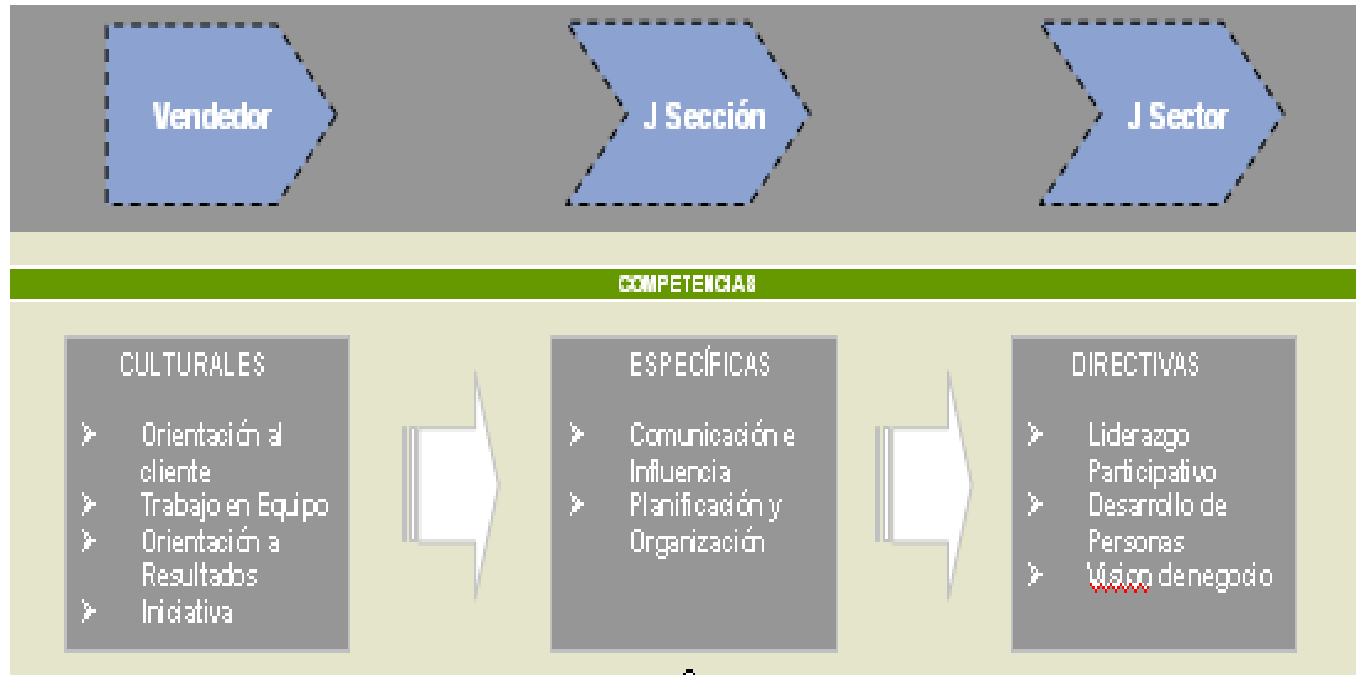 Vendedor
J Sección
J Sector
COMPETENCIAS
CULTURALES
➢ Orientación al
cliente
➢ Trabajo en Equipo
➢ Orientación a
Resultados
➢ Iniciativa
ESPECÍFICAS
➢ Comunicación e
Influencia
➢ Planificación y
Organización
DIRECTIVAS
➢ Liderazgo
Participativo
➢ Desarrollo de
Personas
➢ Vision de negocio